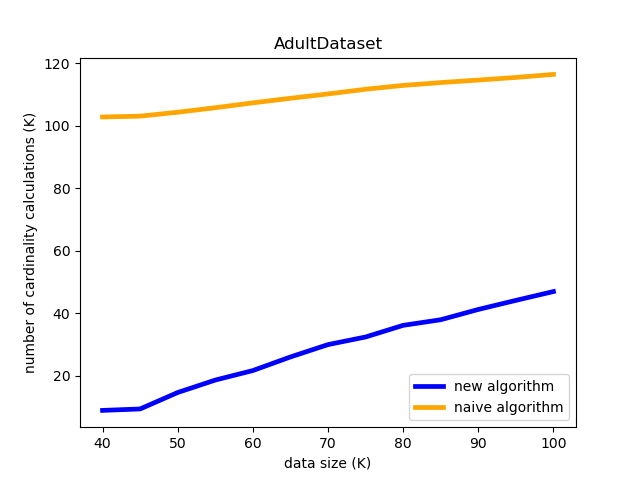 AdultDataset
number of cardinality calculations (K)
120
100
80
60
40
20
new algorithm
naive algorithm
40 50 60 70 80 90 100
data size (K)